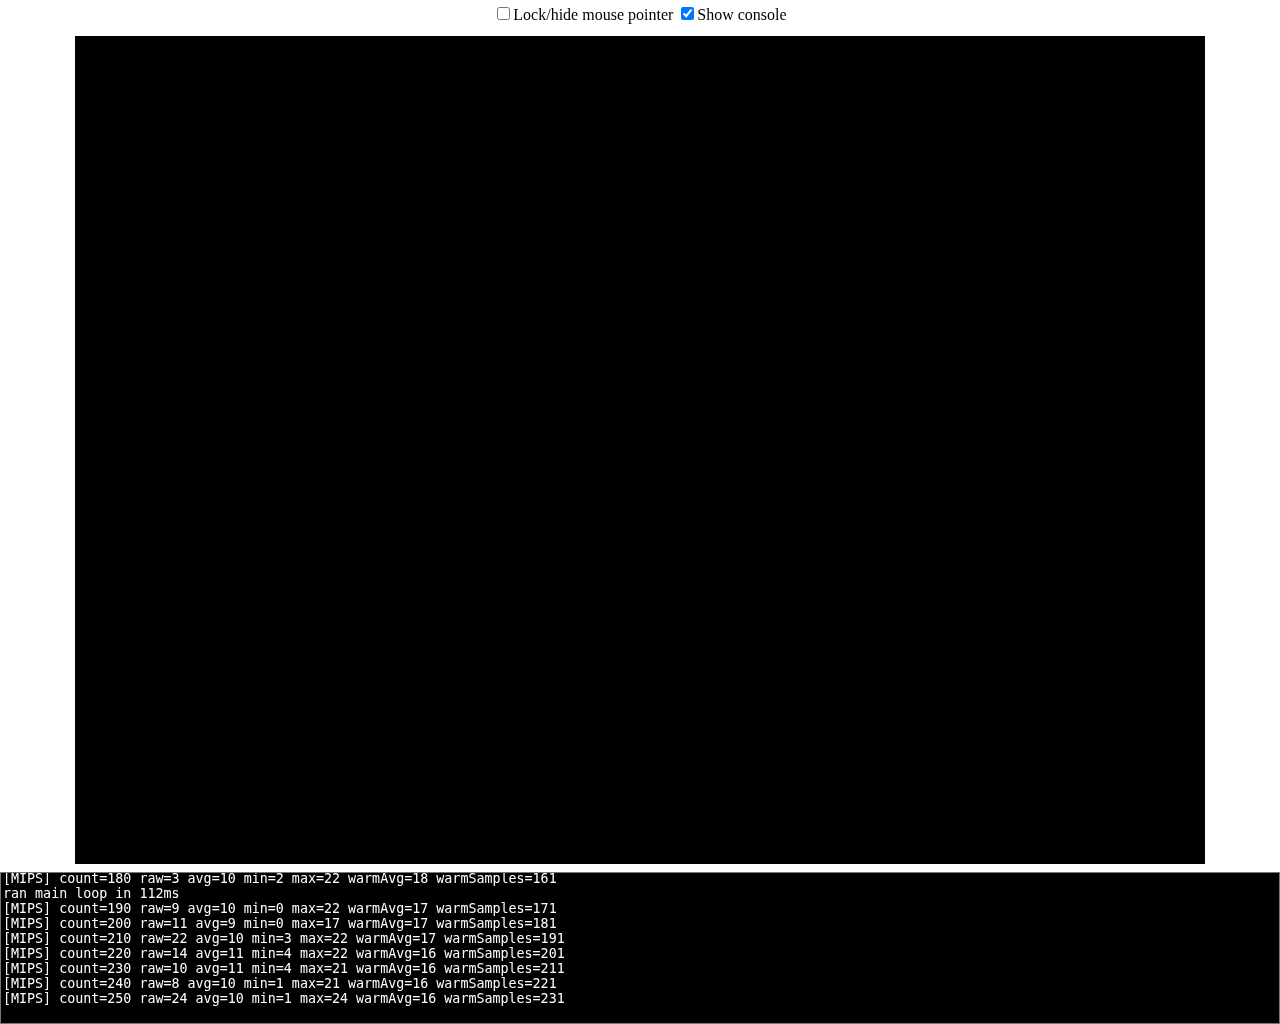 Lock/hide mouse pointer Show console
[MIPS] count=180 raw=3 avg=10 min=2 max=22 warmAvg=18 warmSamples=161
ran main loop in 112ms
[MIPS] count=190 raw=9 avg=10 min=0 max=22 warmAvg=17 warmSamples=171
[MIPS] count=200 raw=11 avg=9 min=0 max=17 warmAvg=17 warmSamples=181
[MIPS] count=210 raw=22 avg=10 min=3 max=22 warmAvg=17 warmSamples=191
[MIPS] count=220 raw=14 avg=11 min=4 max=22 warmAvg=16 warmSamples=201
[MIPS] count=230 raw=10 avg=11 min=4 max=21 warmAvg=16 warmSamples=211
[MIPS] count=240 raw=8 avg=10 min=1 max=21 warmAvg=16 warmSamples=221
[MIPS] count=250 raw=24 avg=10 min=1 max=24 warmAvg=16 warmSamples=231